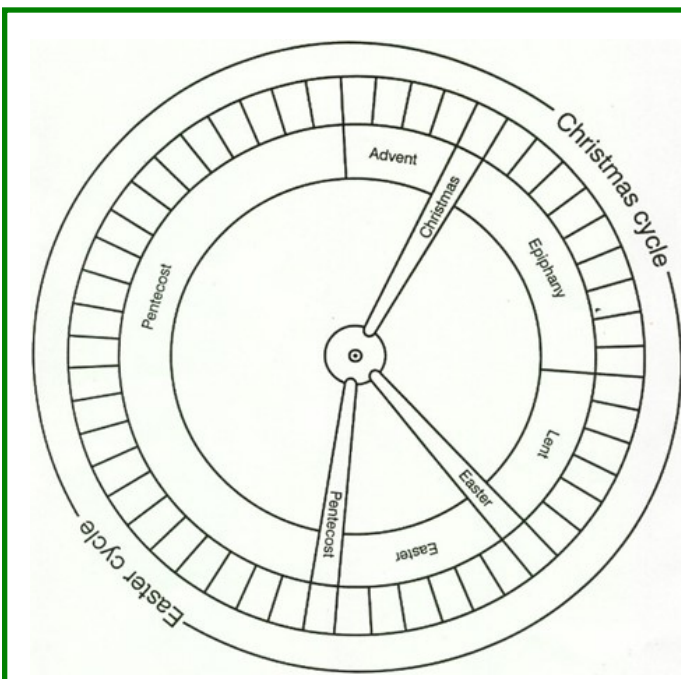 Christmas cycle
Advent
Christmas
Epiphany
Lent
Easter
Easter
Pentecost
Pentecost
Easter cycle